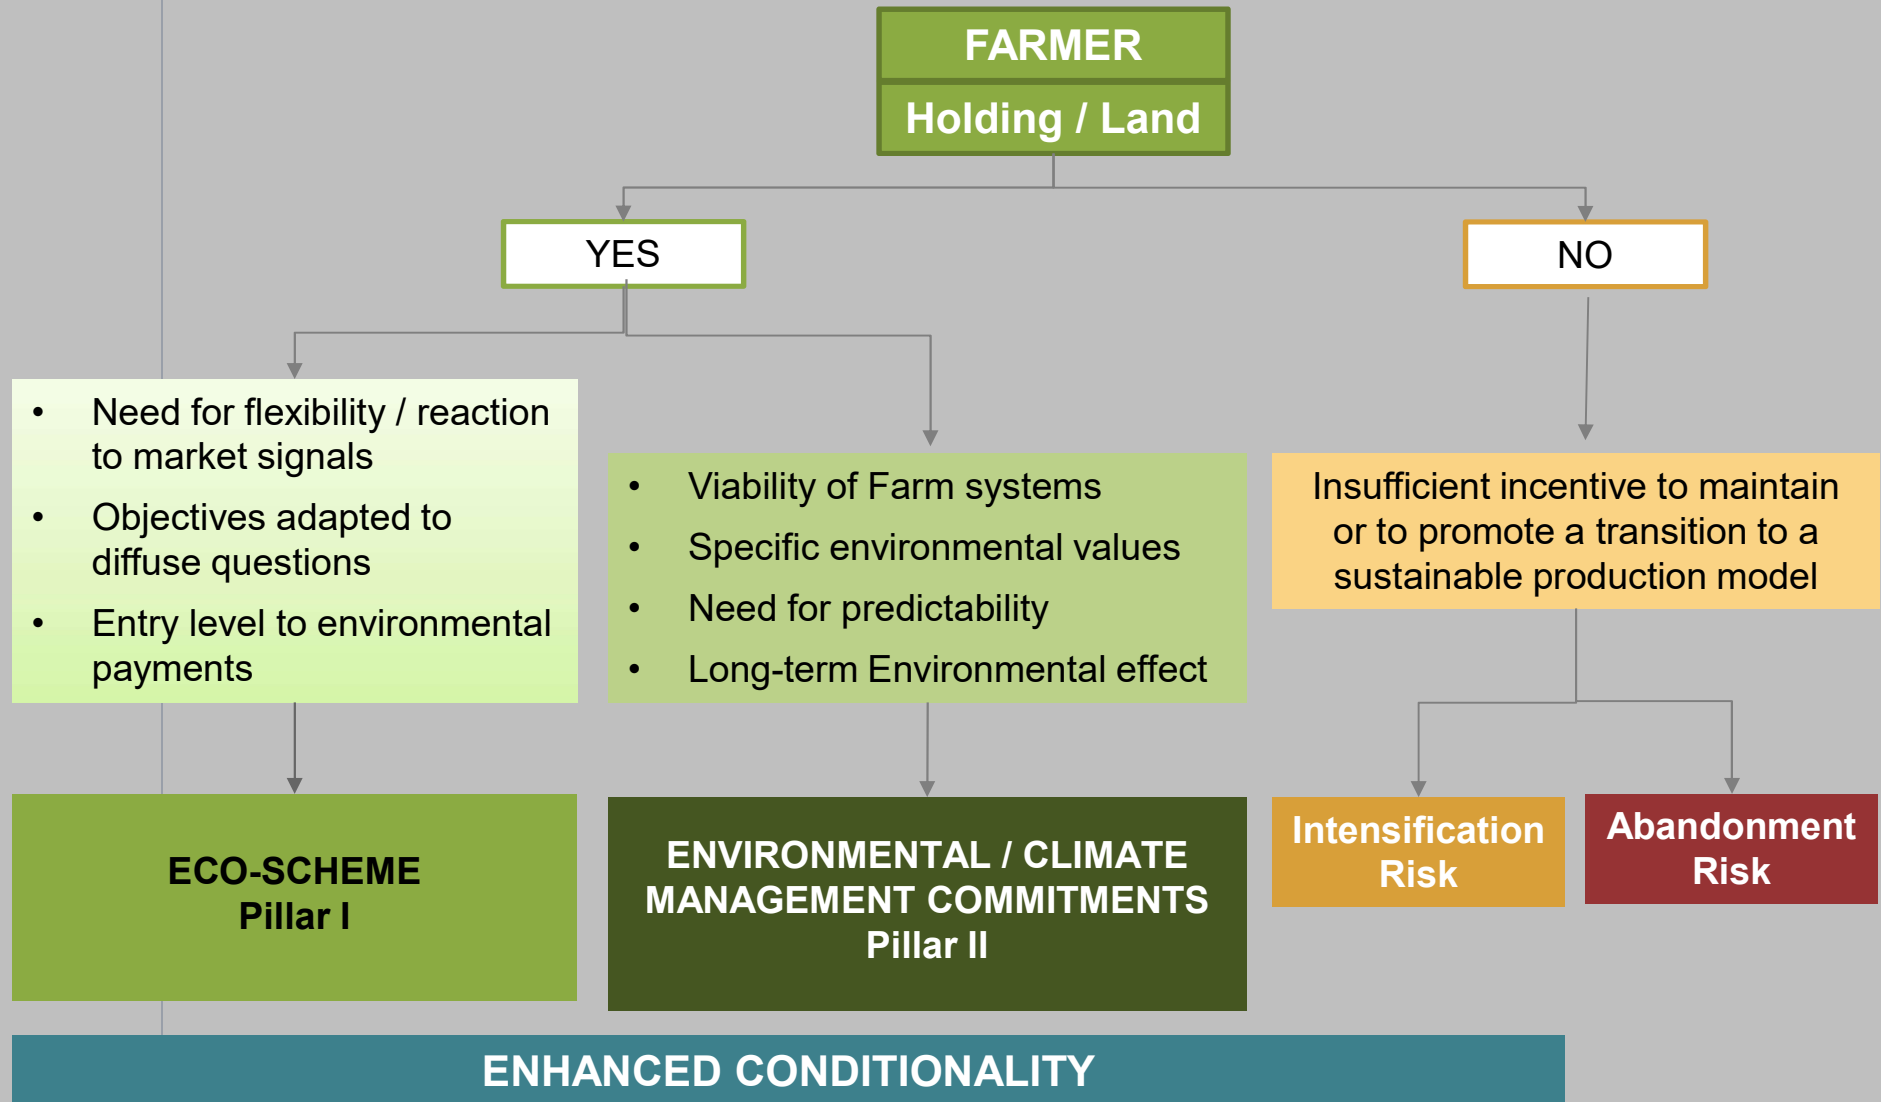 FARMER
Holding / Land
YES
NO
• Need for flexibility / reaction
to market signals
• Objectives adapted to
diffuse questions
• Entry level to environmental
payments
• Viability of Farm systems
• Specific environmental values
• Need for predictability
• Long-term Environmental effect
Insufficient incentive to maintain
or to promote a transition to a
sustainable production model
ECO-SCHEME
Pillar I
ENVIRONMENTAL / CLIMATE
MANAGEMENT COMMITMENTS
Pillar II
Intensification
Risk
Abandonment
Risk
ENHANCED CONDITIONALITY